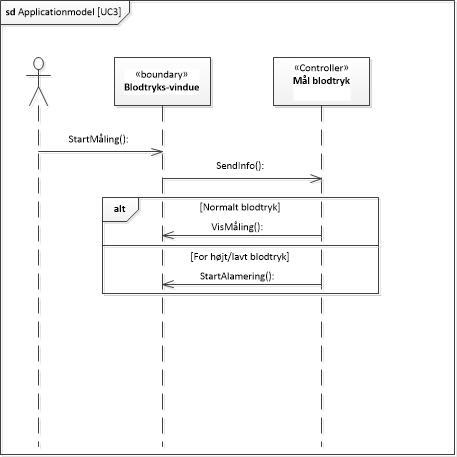 sd Applicationmodel [UC3]
«boundary»
Blodtryks-vindue
«Controller»
Mål blodtryk
StartMåling():
SendInfo():
alt
[Normalt blodtryk]
VisMåling():
[For højt/lavt blodtryk]
StartAlamering():